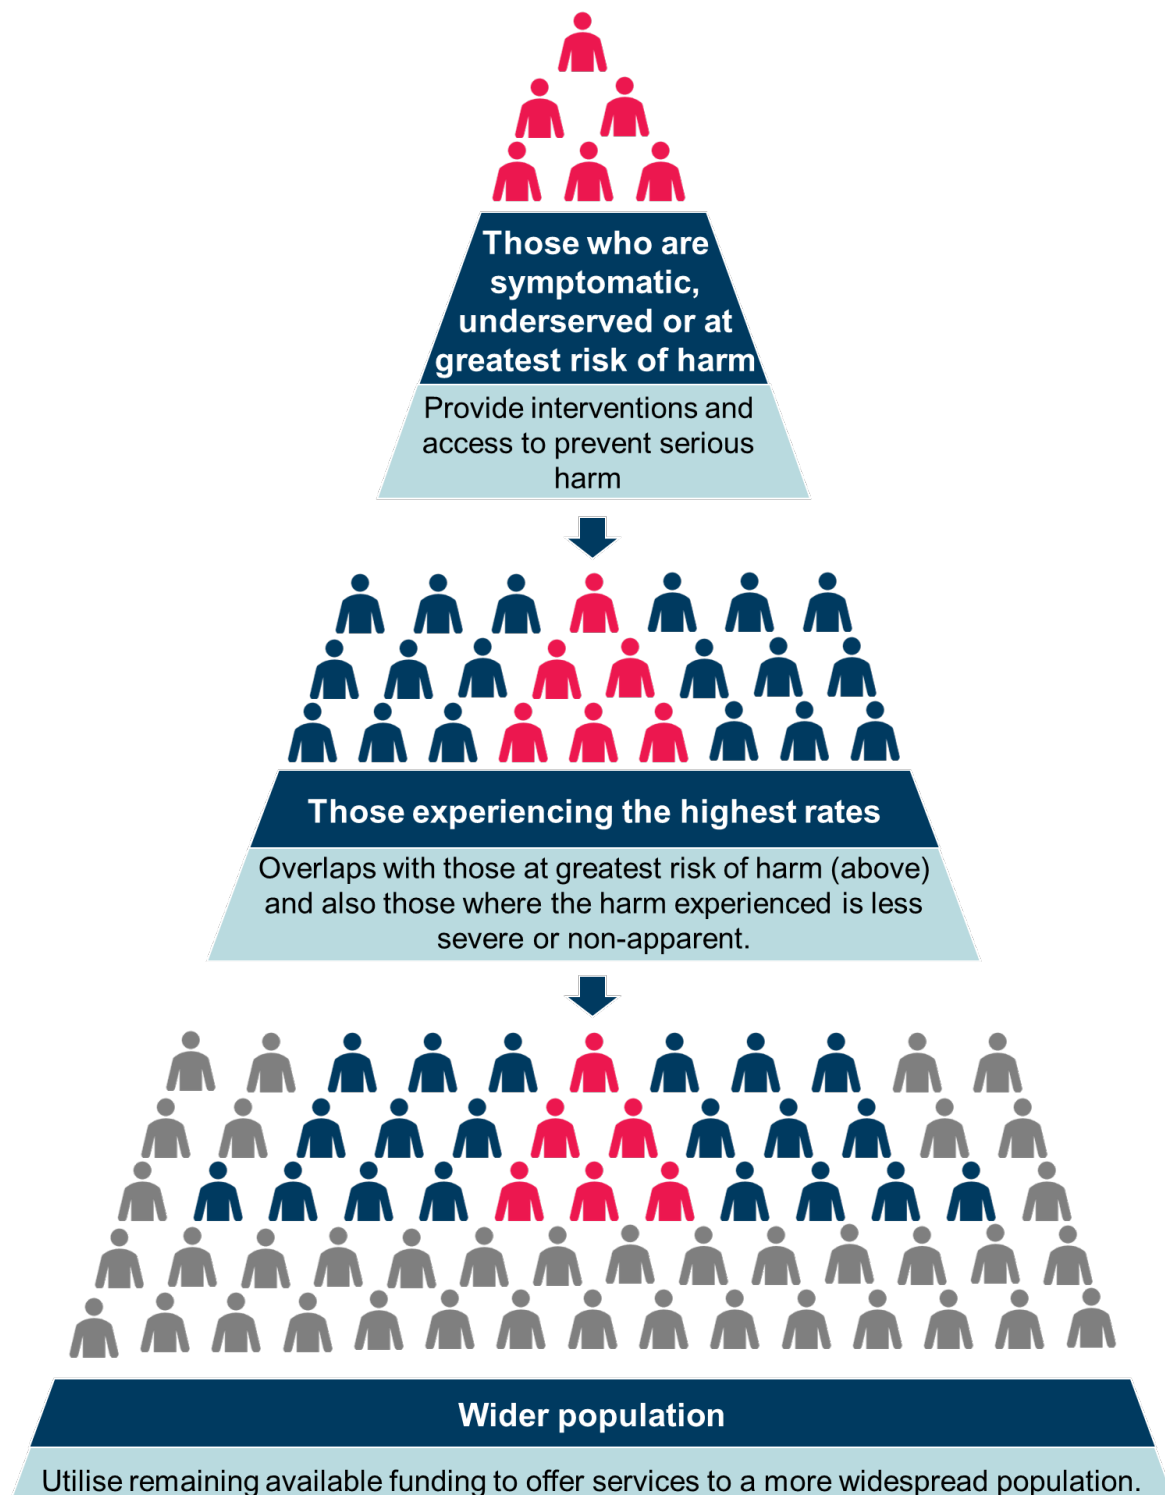 Those who are
symptomatic,
underserved or at
greatest risk of harm
Provide interventions and
access to prevent serious
harm
Those experiencing the highest rates
Overlaps with those at greatest risk of harm (above)
and also those where the harm experienced is less
severe or non-apparent.
Wider population
Utilise remaining available funding to offer services to a more widespread population.